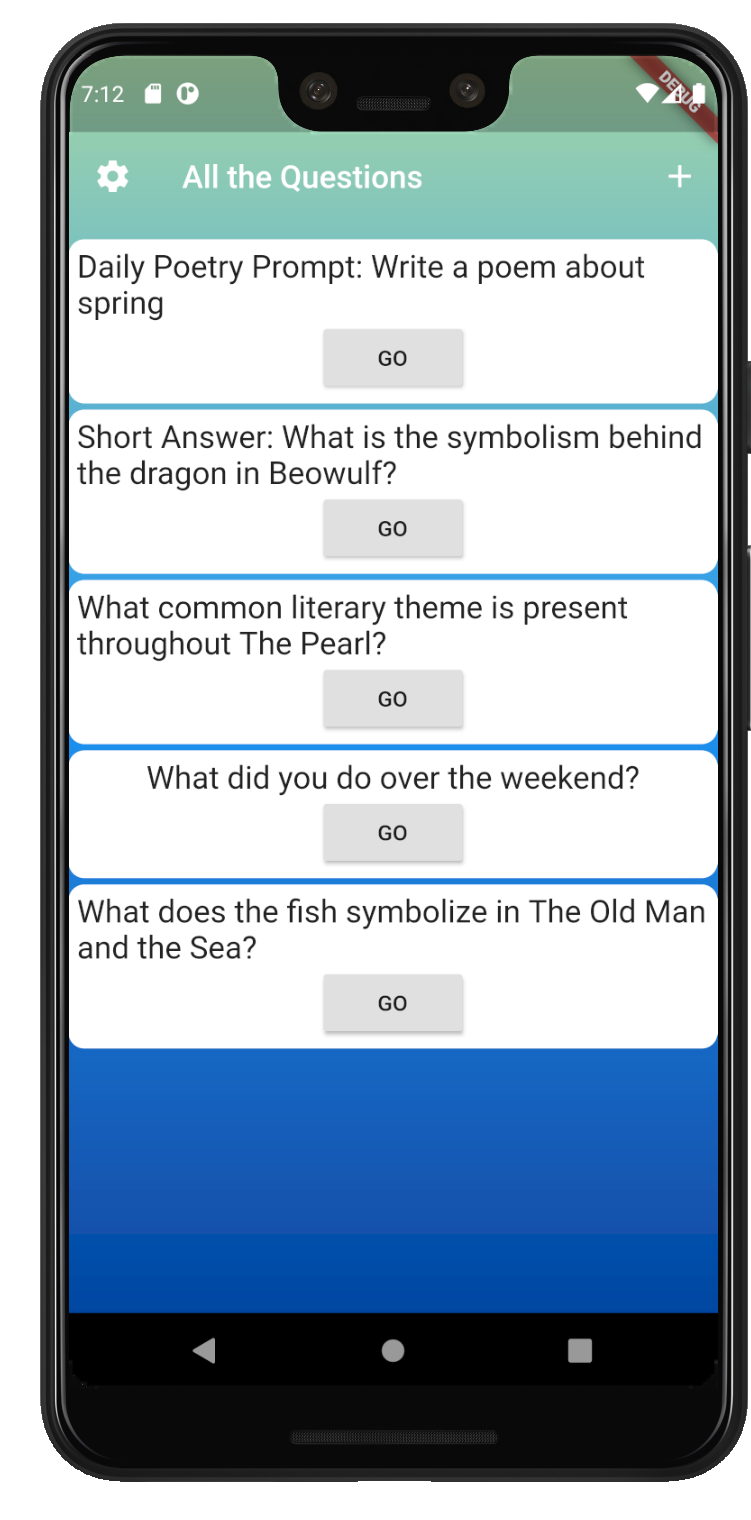 7:12
DEBUG
All the Questions
Daily Poetry Prompt: Write a poem about
spring
GO
Short Answer: What is the symbolism behind
the dragon in Beowulf?
GO
What common literary theme is present
throughout The Pearl?
GO
What did you do over the weekend?
GO
What does the fish symbolize in The Old Man
and the Sea?
GO